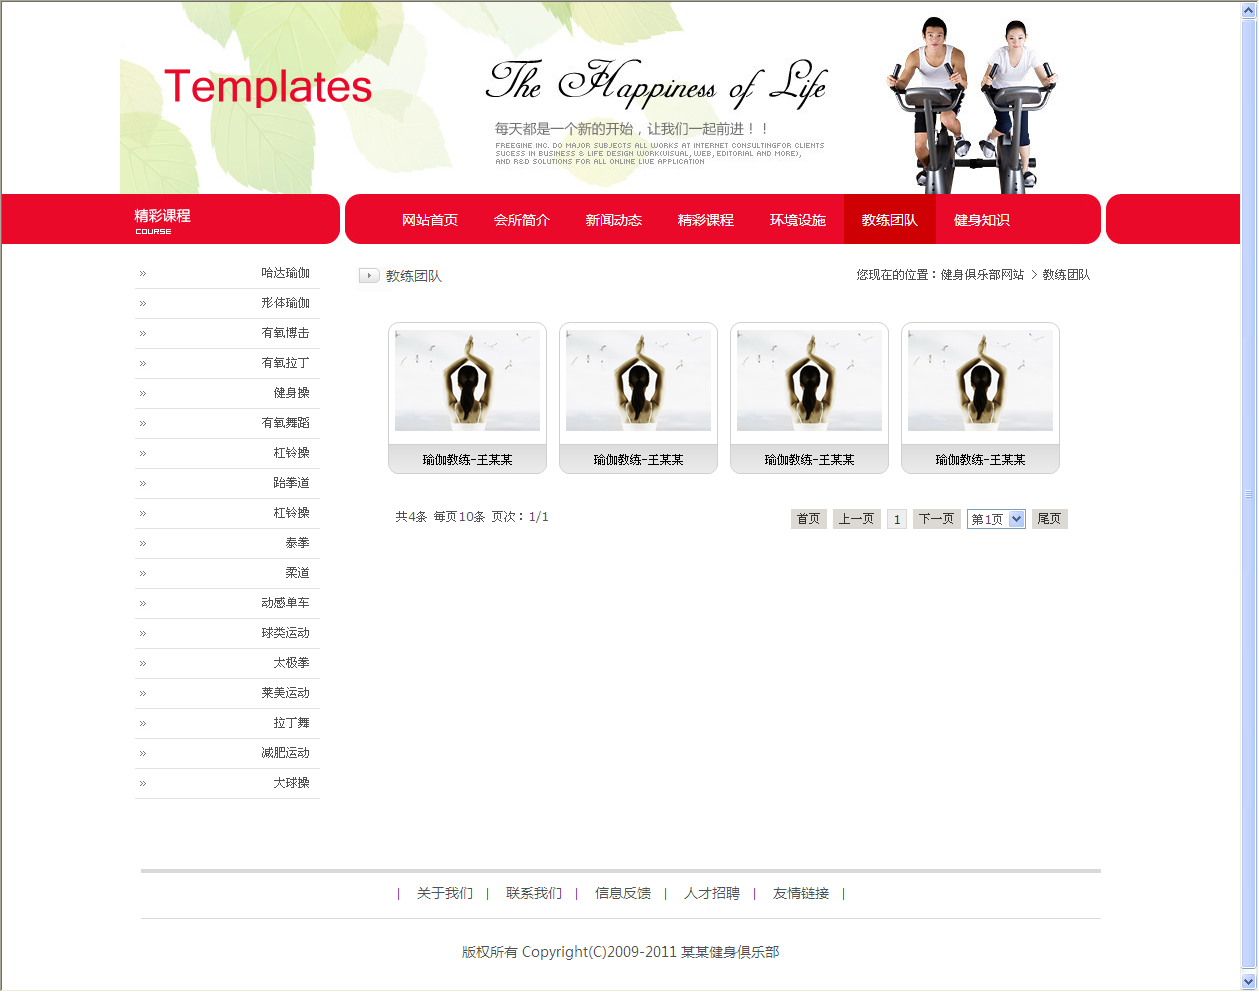 Templates
The Happiness of Life
每天都是一个新的开始，让我们一起前进！！
FREEGINE INC. DO MAJOR SUBJECTS ALL WORKS AT INTERNET CONSULTINGFOR CLIENTS
SUCESS IN BUSINESS & LIFE DESIGN WORK(VISUAL, WEB, EDITORIAL AND MORE),
AND R&D SOLUTIONS FOR ALL ONLINE LIVE APPLICATION
精彩课程
COURSE
网站首页 会所简介 新闻动态 精彩课程 环境设施 教练团队 健身知识
» 哈达瑜伽
» 形体瑜伽
» 有氧博击
» 有氧拉丁
» 健身操
» 有氧舞蹈
» 杠铃操
» 跆拳道
» 杠铃操
» 泰拳
» 柔道
» 动感单车
» 球类运动
» 太极拳
» 莱美运动
» 拉丁舞
» 减肥运动
» 大球操
教练团队
您现在的位置：健身俱乐部网站 > 教练团队
瑜伽教练-王某某 瑜伽教练-王某某 瑜伽教练-王某某 瑜伽教练-王某某
共4条 每页10条 页次：1/1
首页 上一页 1 下一页 第1页 尾页
| 关于我们 | 联系我们 | 信息反馈 | 人才招聘 | 友情链接 |
版权所有 Copyright(C)2009-2011 某某健身俱乐部